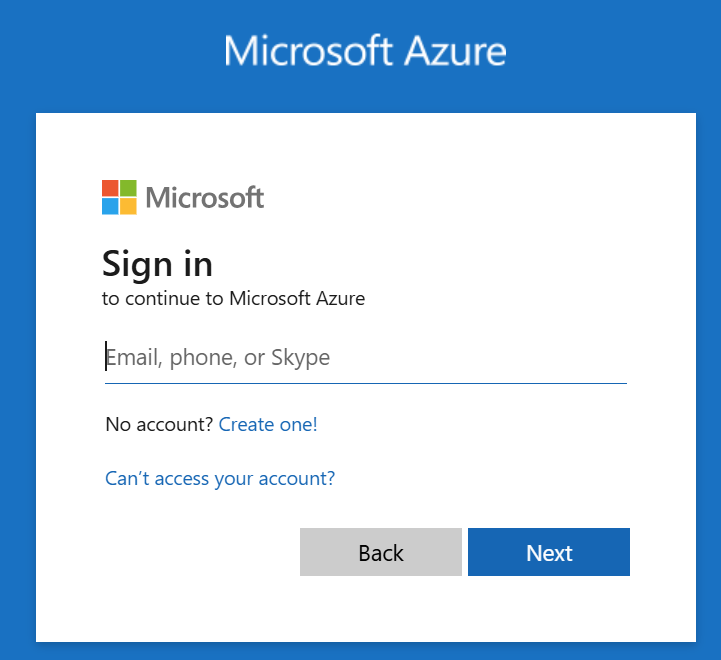 Microsoft Azure
Microsoft
Sign in
to continue to Microsoft Azure
Email, phone, or Skype
No account? Create one!
Can’t access your account?
Back Next